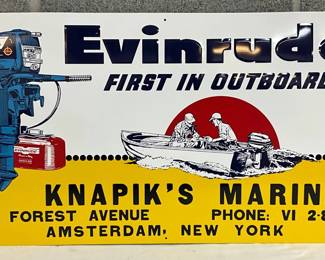 Evinrude
FIRST IN OUTBOARD
KNAPIK'S MARIN
FOREST AVENUE PHONE: VI 2-8
AMSTERDAM, NEW YORK